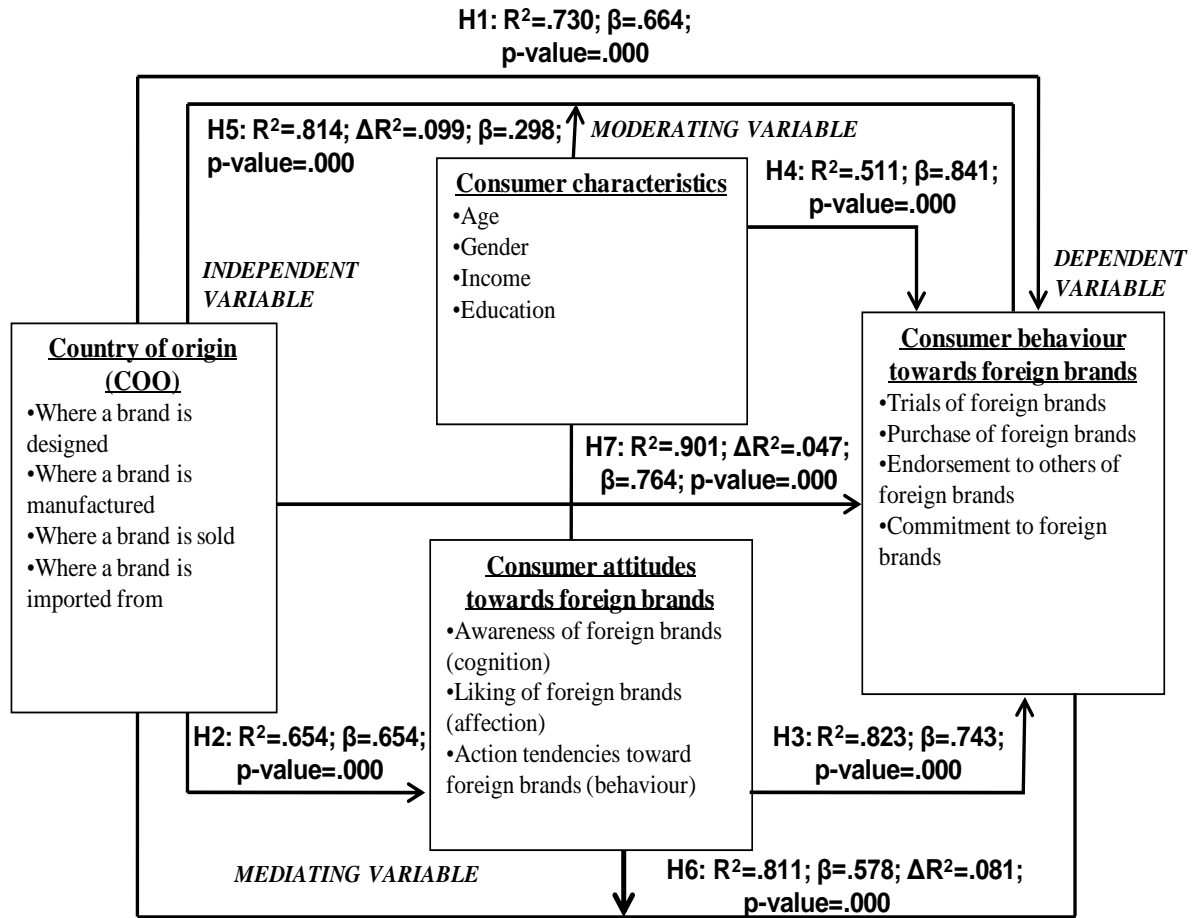 H1: R²=.730; β=.664;
p-value=.000
H5: R²=.814; ΔR²=.099; β=.298;
p-value=.000
MODERATING VARIABLE
Consumer characteristics
•Age
•Gender
•Income
•Education
H4: R²=.511; β=.841;
p-value=.000
INDEPENDENT
VARIABLE
DEPENDENT
VARIABLE
Country of origin
(COO)
•Where a brand is
designed
•Where a brand is
manufactured
•Where a brand is sold
•Where a brand is
imported from
Consumer behaviour
towards foreign brands
•Trials of foreign brands
•Purchase of foreign brands
•Endorsement to others of
foreign brands
•Commitment to foreign
brands
H7: R²=.901; ΔR²=.047;
β=.764; p-value=.000
Consumer attitudes
towards foreign brands
•Awareness of foreign brands
(cognition)
•Liking of foreign brands
(affection)
•Action tendencies toward
foreign brands (behaviour)
H2: R²=.654; β=.654;
p-value=.000
H3: R²=.823; β=.743;
p-value=.000
MEDIATING VARIABLE
H6: R²=.811; β=.578; ΔR²=.081;
p-value=.000